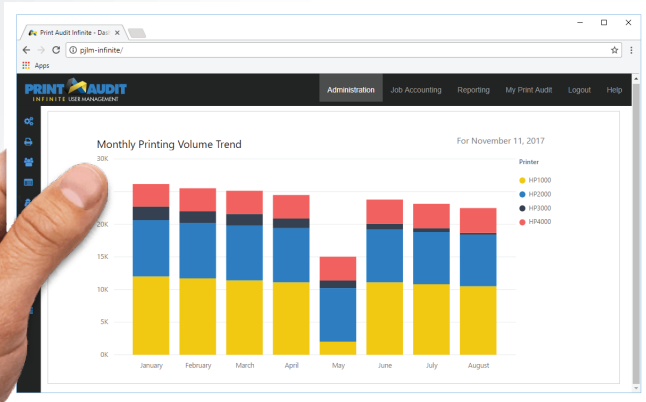 Print Audit Infinite - Das
pjlm-infinite/
Apps
PRINT AUDIT
INFINITE USER MANAGEMENT
Administration Job Accounting Reporting My Print Audit Logout Help
Monthly Printing Volume Trend
For November 11, 2017
30K
20K
15K
10K
5K
0K
January February March April May June July August
Printer
HP1000
HP2000
HP3000
HP4000